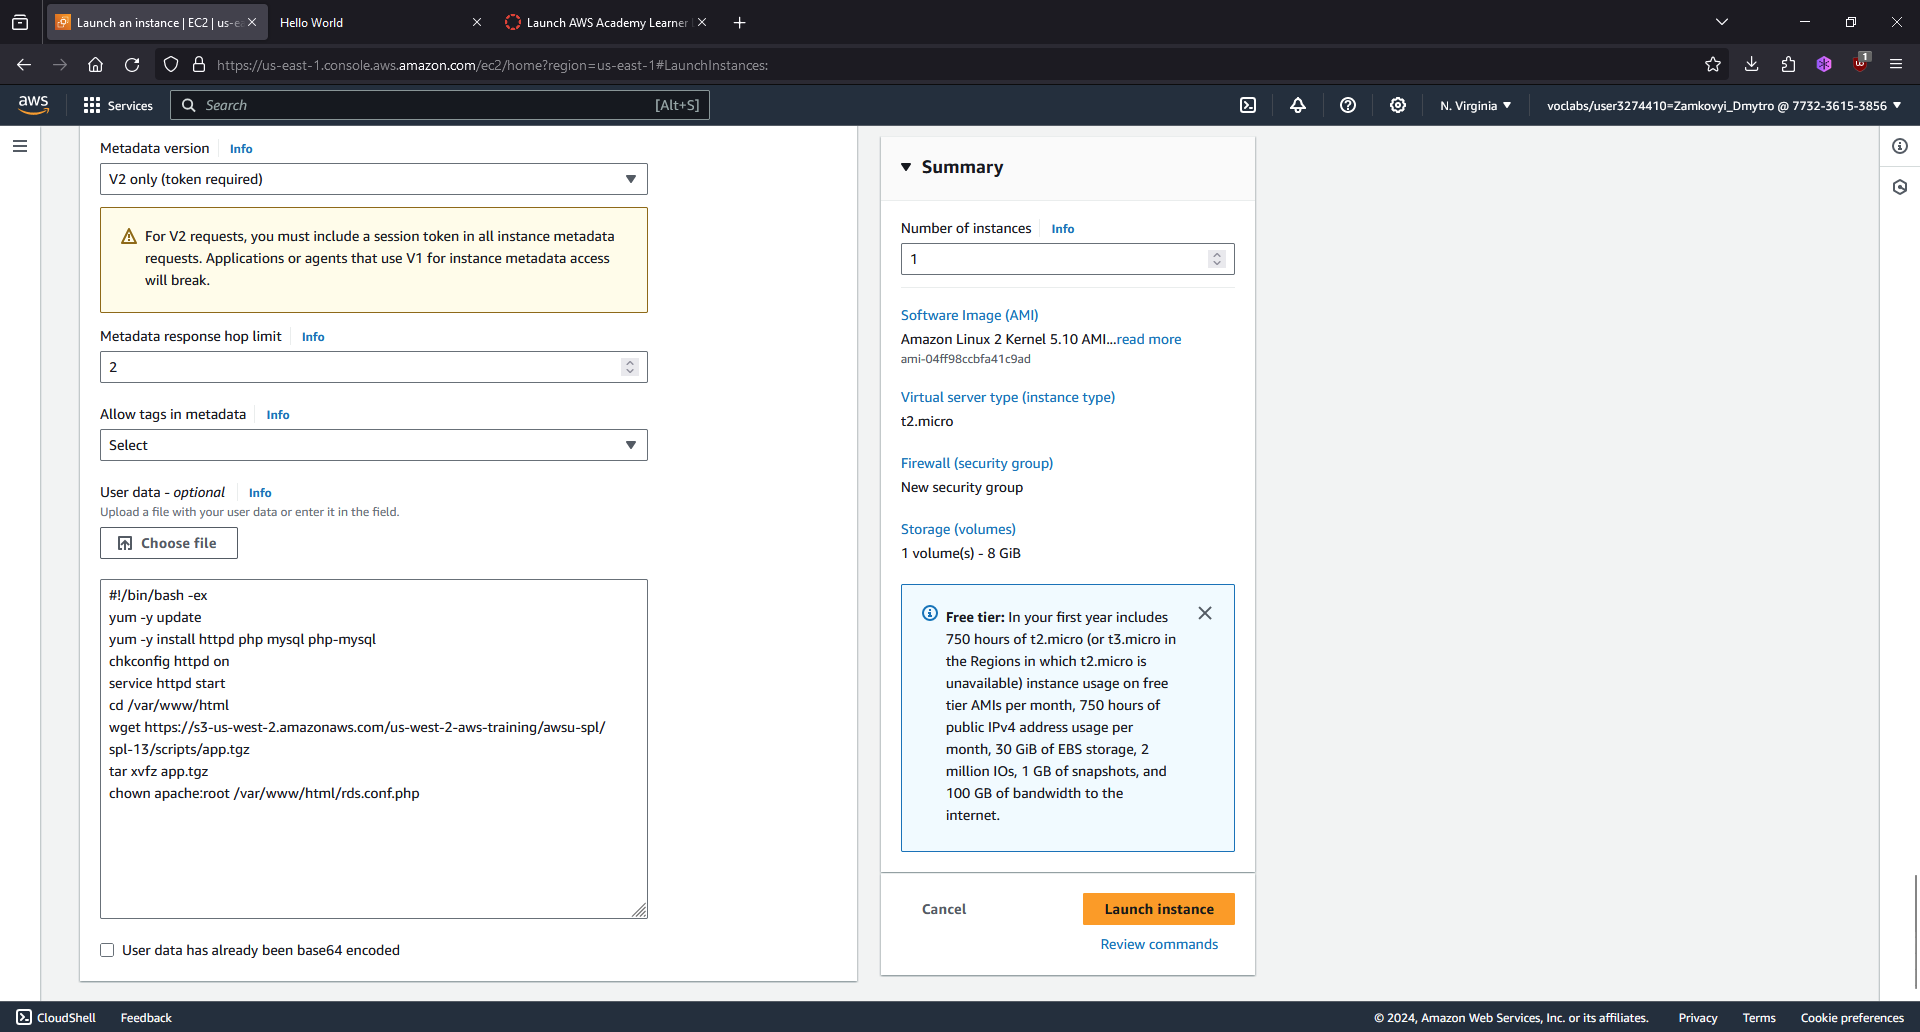 Launch an instance | EC2 | us-ea
Hello World
Launch AWS Academy Learner
https://us-east-1.console.aws.amazon.com/ec2/home?region=us-east-1#LaunchInstances:
1
aws
Services
Search
[Alt+S]
N. Virginia
voclabs/user3274410=Zamkovyi_Dmytro @ 7732-3615-3856
Metadata version
Info
V2 only (token required)
For V2 requests, you must include a session token in all instance metadata
requests. Applications or agents that use V1 for instance metadata access
will break.
Metadata response hop limit
Info
2
Allow tags in metadata
Info
Select
User data - optional
Info
Upload a file with your user data or enter it in the field.
Choose file
#!/bin/bash -ex
yum -y update
yum -y install httpd php mysql php-mysql
chkconfig httpd on
service httpd start
cd /var/www/html
wget https://s3-us-west-2.amazonaws.com/us-west-2-aws-training/awsu-spl/
spl-13/scripts/app.tgz
tar xvfz app.tgz
chown apache:root /var/www/html/rds.conf.php
User data has already been base64 encoded
Summary
Number of instances
Info
1
Software Image (AMI)
Amazon Linux 2 Kernel 5.10 AMI...read more
ami-04ff98ccbfa41c9ad
Virtual server type (instance type)
t2.micro
Firewall (security group)
New security group
Storage (volumes)
1 volume(s) - 8 GiB
Free tier: In your first year includes
750 hours of t2.micro (or t3.micro in
the Regions in which t2.micro is
unavailable) instance usage on free
tier AMIs per month, 750 hours of
public IPv4 address usage per
month, 30 GiB of EBS storage, 2
million IOs, 1 GB of snapshots, and
100 GB of bandwidth to the
internet.
Cancel
Launch instance
Review commands
CloudShell
Feedback
© 2024, Amazon Web Services, Inc. or its affiliates.
Privacy
Terms
Cookie preferences